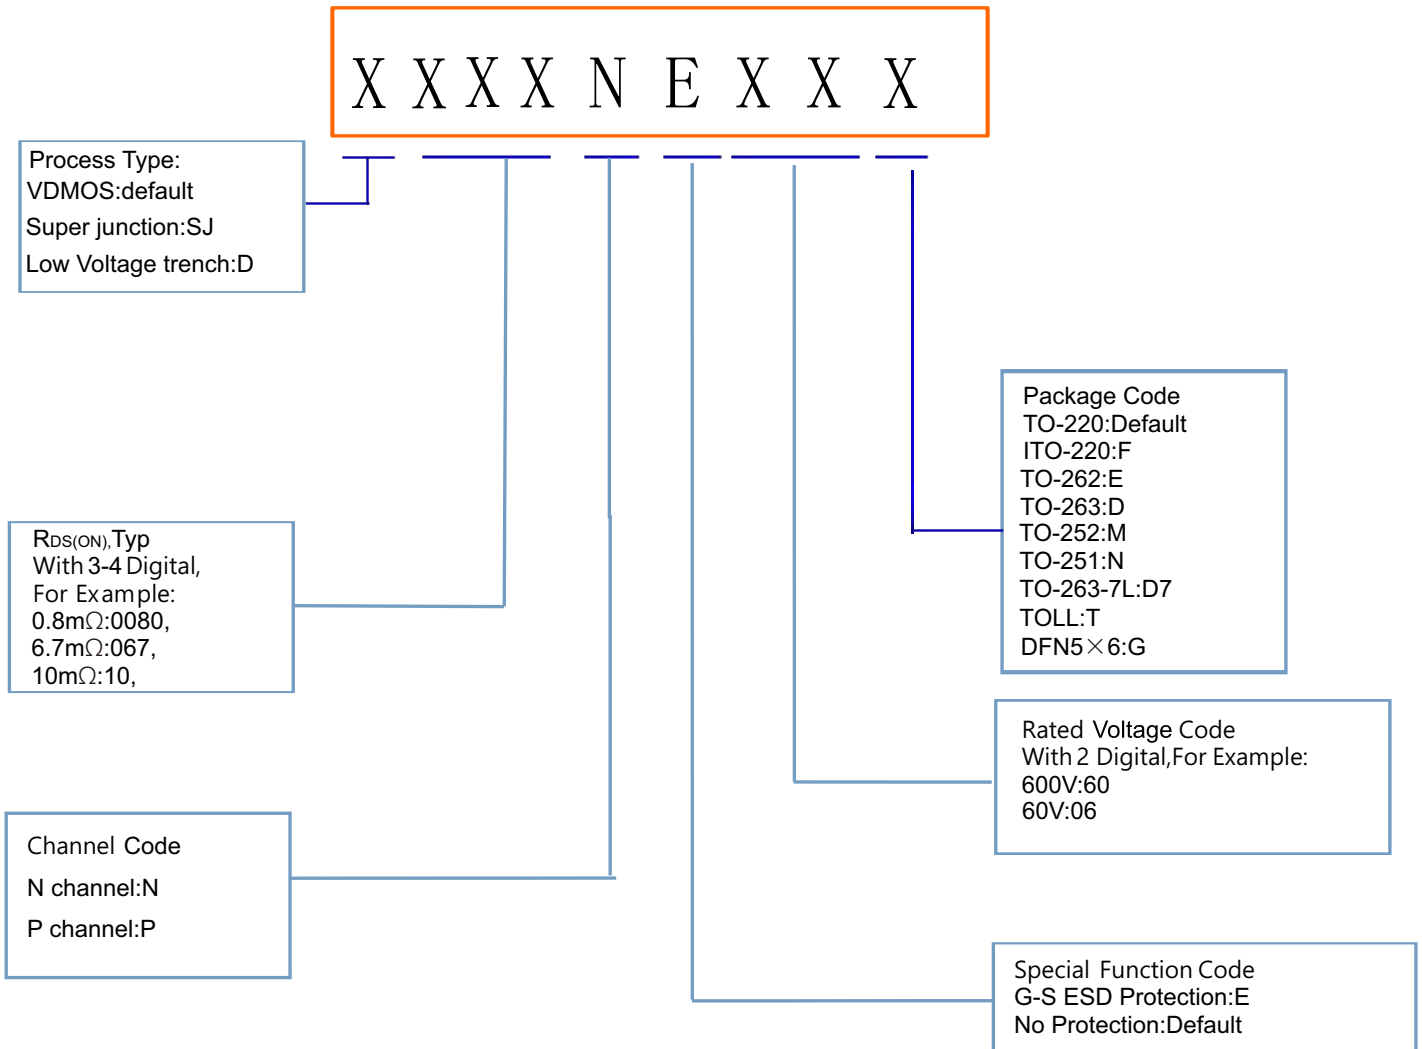 X X X X N E X X X
Process Type:
VDMOS:default
Super junction:SJ
Low Voltage trench:D
Package Code
TO-220:Default
ITO-220:F
TO-262:E
TO-263:D
TO-252:M
TO-251:N
TO-263-7L:D7
TOLL:T
DFN5×6:G
RDS(ON),Typ
With 3-4 Digital,
For Example:
0.8mΩ:0080,
6.7mΩ:067,
10mΩ:10,
Rated Voltage Code
With 2 Digital,For Example:
600V:60
60V:06
Channel Code
N channel:N
P channel:P
Special Function Code
G-S ESD Protection:E
No Protection:Default